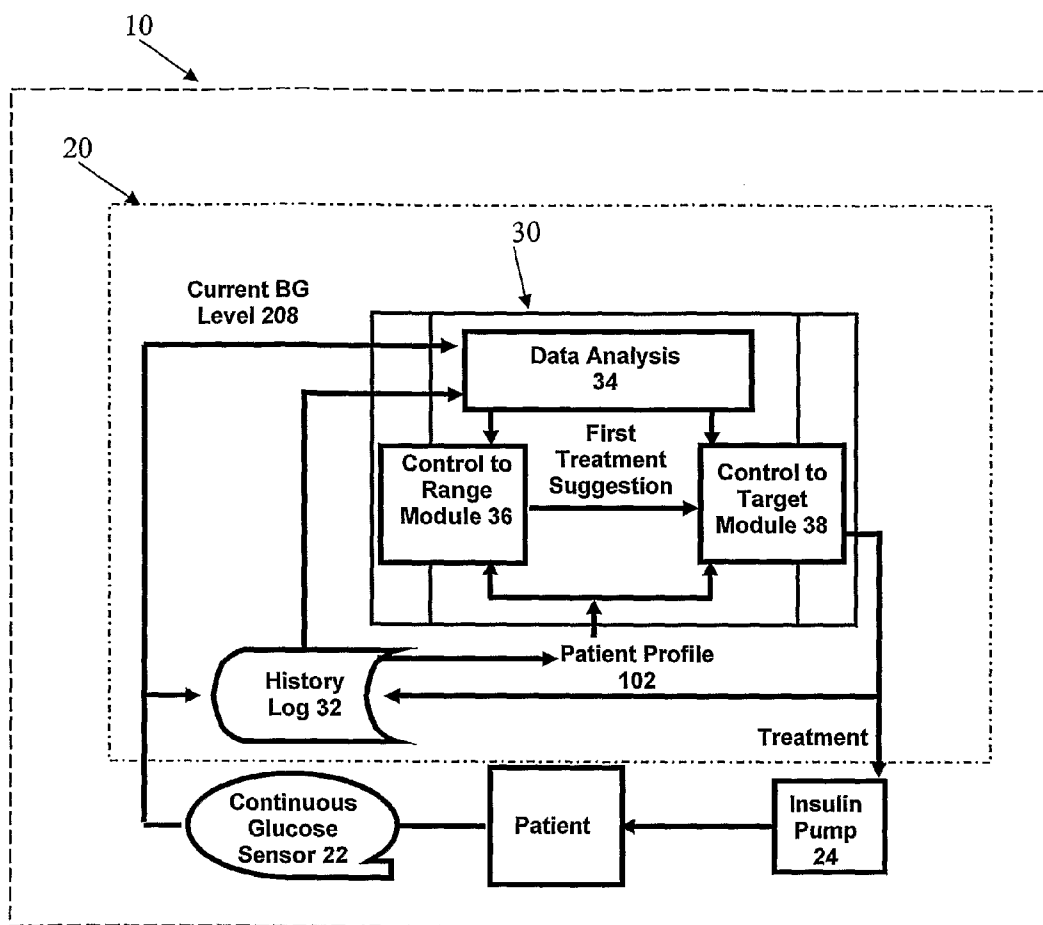 10
20
30
Current BG
Level 208
Data Analysis
34
First
Treatment
Suggestion
Control to
Range
Module 36
Control to
Target
Module 38
History
Log 32
Patient Profile
102
Treatment
Continuous
Glucose
Sensor 22
Patient
Insulin
Pump
24